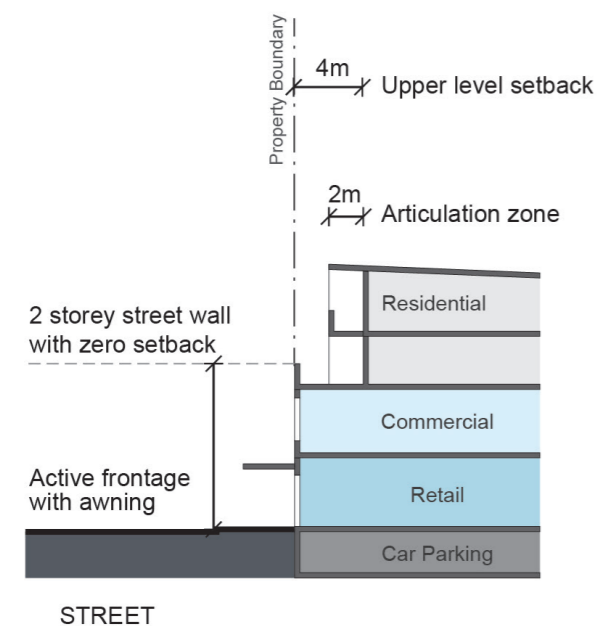 Property Boundary
4m
Upper level setback
2m
Articulation zone
Residential
2 storey street wall
with zero setback
Commercial
Active frontage
with awning
Retail
Car Parking
STREET